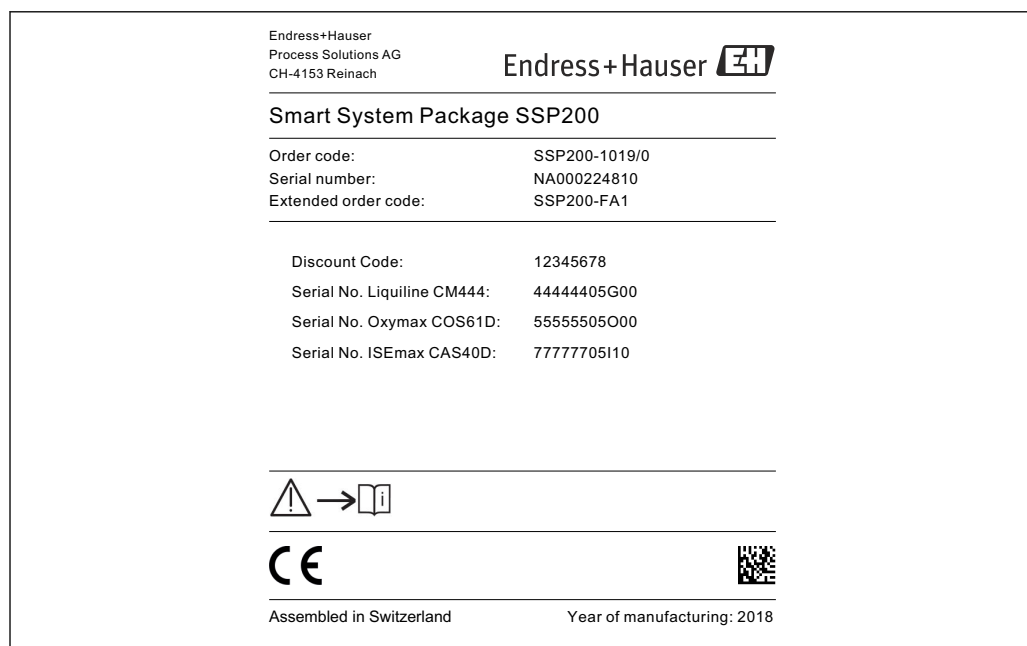 Endress+Hauser
Process Solutions AG
CH-4153 Reinach
Endress+Hauser EH
Smart System Package SSP200
Order code: SSP200-1019/0
Serial number: NA000224810
Extended order code: SSP200-FA1
Discount Code: 12345678
Serial No. Liquiline CM444: 44444405G00
Serial No. Oxymax COS61D: 55555505O00
Serial No. ISEmax CAS40D: 77777705I10
i
CE
Assembled in Switzerland Year of manufacturing: 2018